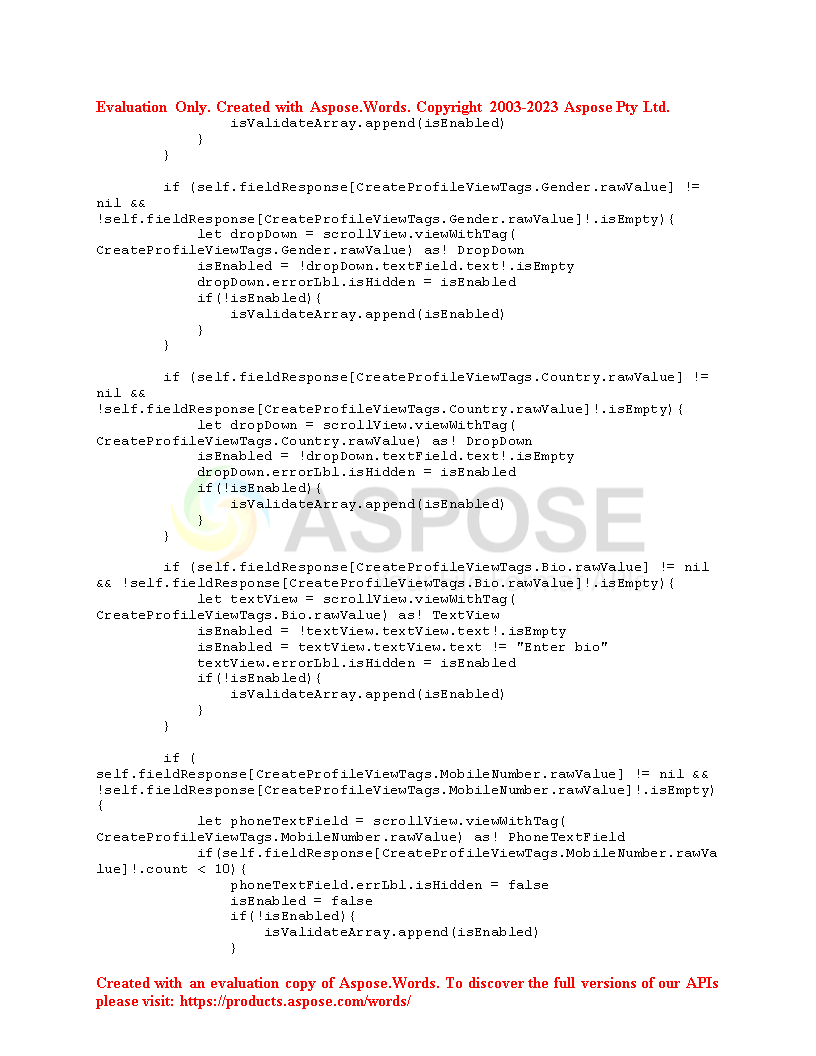 Evaluation Only. Created with Aspose.Words. Copyright 2003-2023 Aspose Pty Ltd.
                isValidateArray.append(isEnabled)
            }
        }

        if (self.fieldResponse[CreateProfileViewTags.Gender.rawValue] !=
nil &&
!self.fieldResponse[CreateProfileViewTags.Gender.rawValue]!.isEmpty){
            let dropDown = scrollView.viewWithTag(
CreateProfileViewTags.Gender.rawValue) as! DropDown
            isEnabled = !dropDown.textField.text!.isEmpty
            dropDown.errorLbl.isHidden = isEnabled
            if(!isEnabled){
                isValidateArray.append(isEnabled)
            }
        }

        if (self.fieldResponse[CreateProfileViewTags.Country.rawValue] !=
nil &&
!self.fieldResponse[CreateProfileViewTags.Country.rawValue]!.isEmpty){
            let dropDown = scrollView.viewWithTag(
CreateProfileViewTags.Country.rawValue) as! DropDown
            isEnabled = !dropDown.textField.text!.isEmpty
            dropDown.errorLbl.isHidden = isEnabled
            if(!isEnabled){
                isValidateArray.append(isEnabled)
            }
        }
ASPOSE

        if (self.fieldResponse[CreateProfileViewTags.Bio.rawValue] != nil
&& !self.fieldResponse[CreateProfileViewTags.Bio.rawValue]!.isEmpty){
            let textView = scrollView.viewWithTag(
CreateProfileViewTags.Bio.rawValue) as! TextView
            isEnabled = !textView.textView.text!.isEmpty
            isEnabled = textView.textView.text != "Enter bio"
            textView.errorLbl.isHidden = isEnabled
            if(!isEnabled){
                isValidateArray.append(isEnabled)
            }
        }

        if (
self.fieldResponse[CreateProfileViewTags.MobileNumber.rawValue] != nil &&
!self.fieldResponse[CreateProfileViewTags.MobileNumber.rawValue]!.isEmpty)
{
            let phoneTextField = scrollView.viewWithTag(
CreateProfileViewTags.MobileNumber.rawValue) as! PhoneTextField
            if(self.fieldResponse[CreateProfileViewTags.MobileNumber.rawVa
lue]!.count < 10){
                phoneTextField.errLbl.isHidden = false
                isEnabled = false
                if(!isEnabled){
                    isValidateArray.append(isEnabled)
                }
Created with an evaluation copy of Aspose.Words. To discover the full versions of our APIs
please visit: https://products.aspose.com/words/